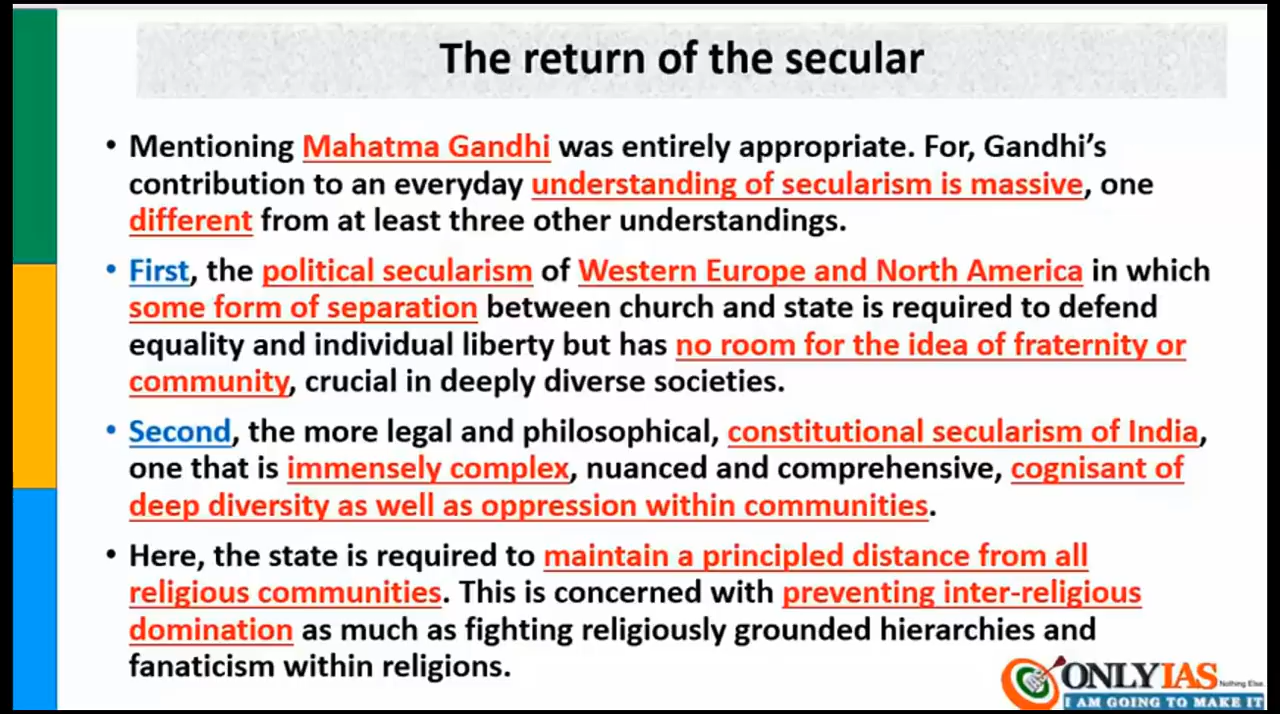 The return of the secular
• Mentioning Mahatma Gandhi was entirely appropriate. For, Gandhi's
contribution to an everyday understanding of secularism is massive, one
different from at least three other understandings.
• First, the political secularism of Western Europe and North America in which
some form of separation between church and state is required to defend
equality and individual liberty but has no room for the idea of fraternity or
community, crucial in deeply diverse societies.
• Second, the more legal and philosophical, constitutional secularism of India,
one that is immensely complex, nuanced and comprehensive, cognisant of
deep diversity as well as oppression within communities.
• Here, the state is required to maintain a principled distance from all
religious communities. This is concerned with preventing inter-religious
domination as much as fighting religiously grounded hierarchies and
fanaticism within religions.
ONLYIAS Nothing Else
I AM GOING TO MAKE IT